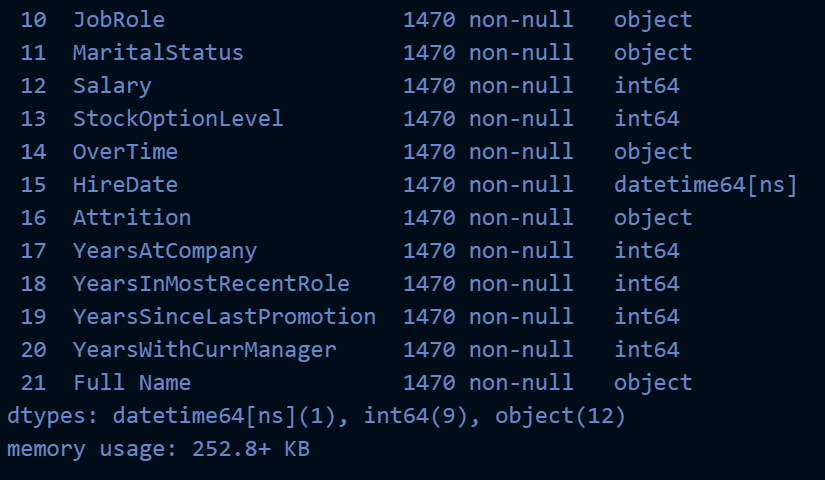 10  JobRole                  1470 non-null   object
11  MaritalStatus            1470 non-null   object
12  Salary                   1470 non-null   int64
13  StockOptionLevel         1470 non-null   int64
14  OverTime                 1470 non-null   object
15  HireDate                 1470 non-null   datetime64[ns]
16  Attrition                1470 non-null   object
17  YearsAtCompany           1470 non-null   int64
18  YearsInMostRecentRole    1470 non-null   int64
19  YearsSinceLastPromotion  1470 non-null   int64
20  YearsWithCurrManager     1470 non-null   int64
21  Full Name                1470 non-null   object
dtypes: datetime64[ns](1), int64(9), object(12)
memory usage: 252.8+ KB